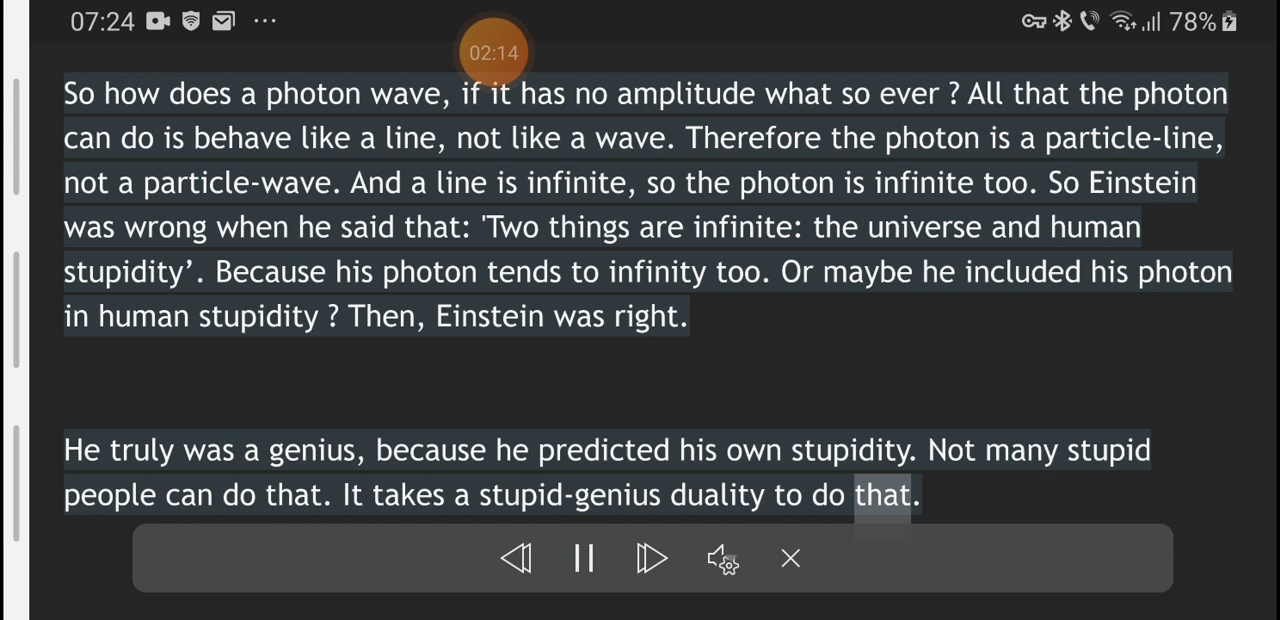 07:24 ... 78%
02:14
So how does a photon wave, if it has no amplitude what so ever ? All that the photon
can do is behave like a line, not like a wave. Therefore the photon is a particle-line,
not a particle-wave. And a line is infinite, so the photon is infinite too. So Einstein
was wrong when he said that: 'Two things are infinite: the universe and human
stupidity’. Because his photon tends to infinity too. Or maybe he included his photon
in human stupidity ? Then, Einstein was right.
He truly was a genius, because he predicted his own stupidity. Not many stupid
people can do that. It takes a stupid-genius duality to do that.